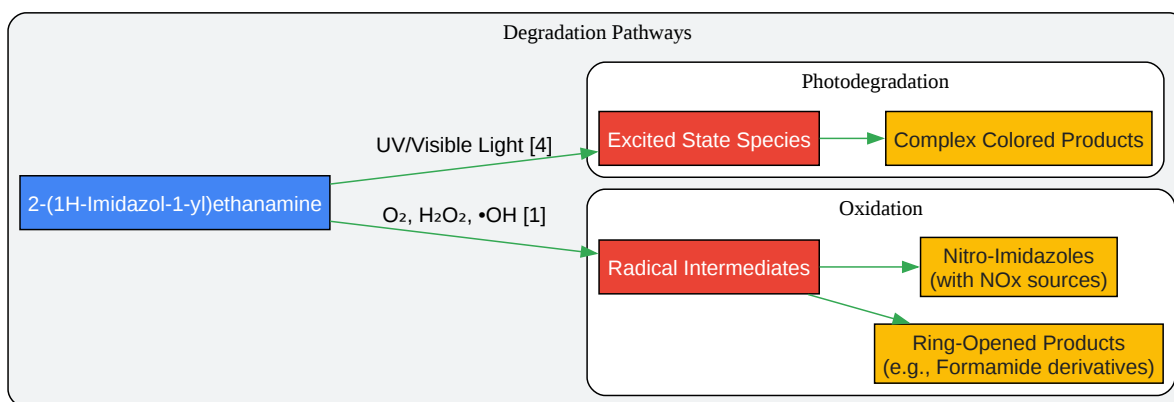 Degradation Pathways
Photodegradation
UV/Visible Light [4]
Excited State Species
Complex Colored Products
2-(1H-Imidazol-1-yl)ethanamine
O₂, H₂O₂, •OH [1]
Oxidation
Radical Intermediates
Nitro-Imidazoles
(with NOx sources)
Ring-Opened Products
(e.g., Formamide derivatives)